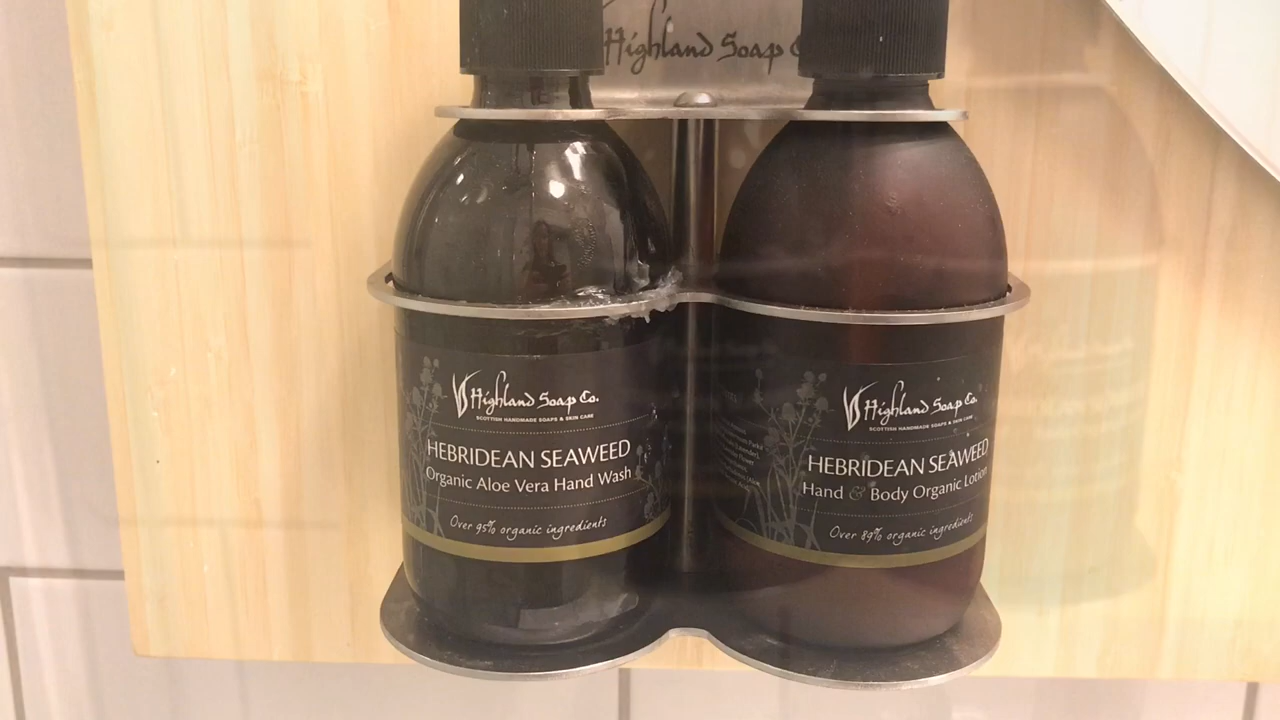 Highland Soap C
Highland Soap Co.
SCOTTISH HANDMADE SOAPS & SKIN CARE
HEBRIDEAN SEAWEED
Organic Aloe Vera Hand Wash
Over 95% organic ingredients
Highland Soap Co.
SCOTTISH HANDMADE SOAPS & SKIN CARE
HEBRIDEAN SEAWEED
Hand & Body Organic Lotion
Over 89% organic ingredients